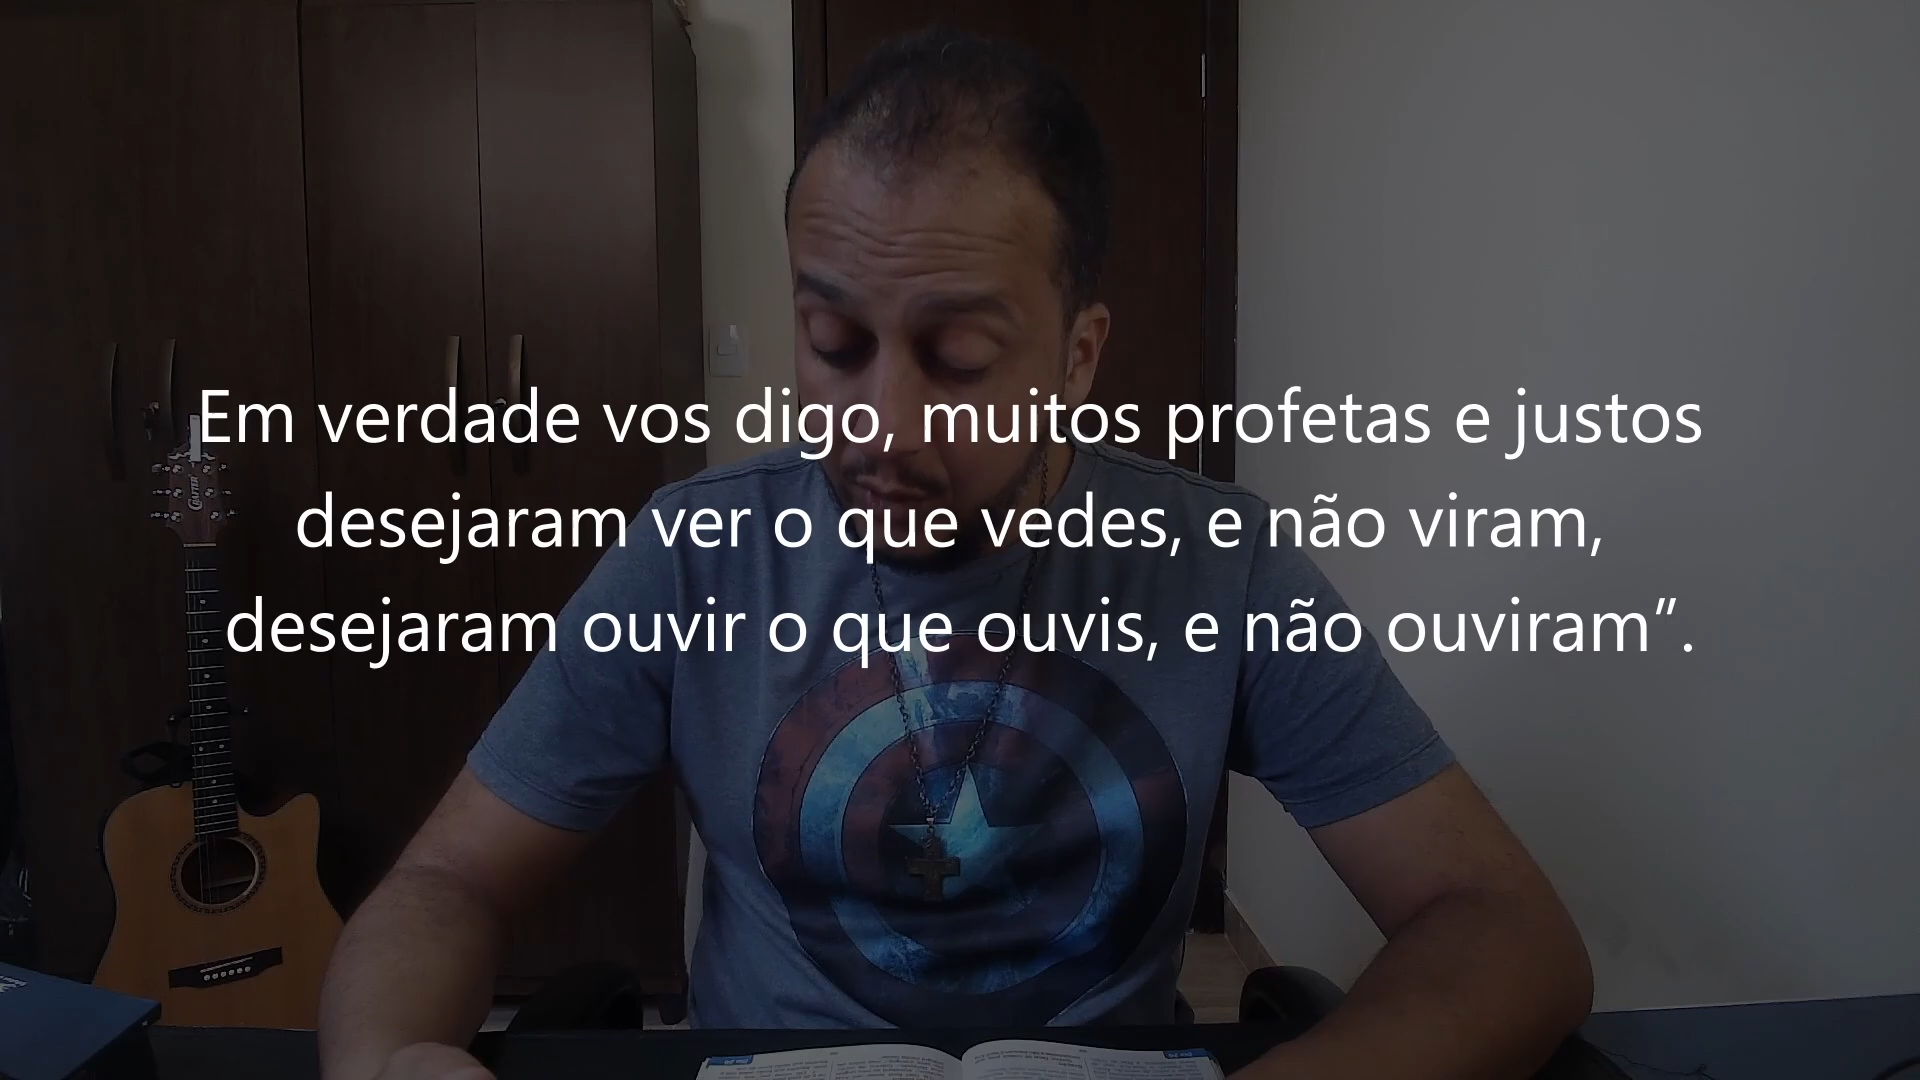 Em verdade vos digo, muitos profetas e justos
desejaram ver o que vedes, e não viram,
desejaram ouvir o que ouvis, e não ouviram”.
CRAFTER